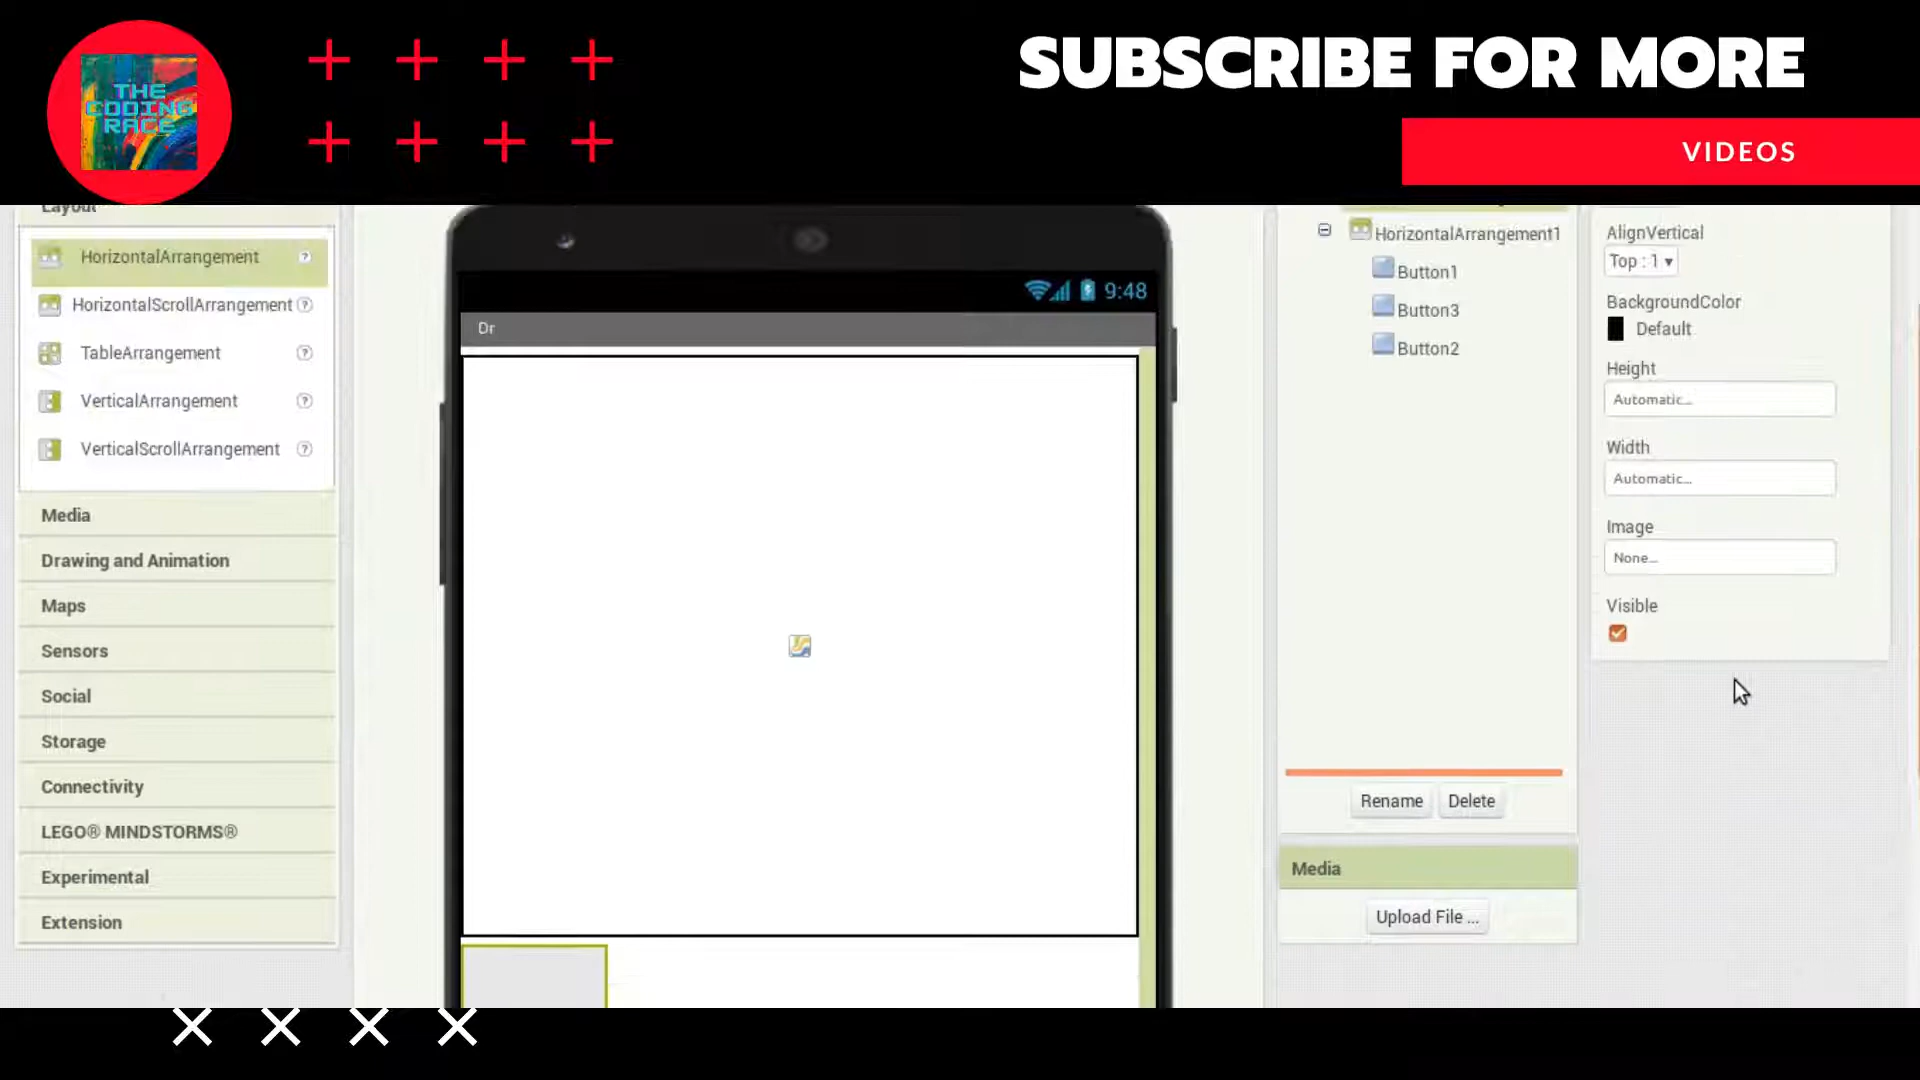 THE
CODING
RACE
SUBSCRIBE FOR MORE
VIDEOS
Layout
HorizontalArrangement ?
HorizontalScrollArrangement ?
TableArrangement ?
VerticalArrangement ?
VerticalScrollArrangement ?
Media
Drawing and Animation
Maps
Sensors
Social
Storage
Connectivity
LEGO® MINDSTORMS®
Experimental
Extension
9:48
Dr
HorizontalArrangement1
Button1
Button3
Button2
Rename Delete
Media
Upload File ...
AlignVertical
Top : 1
BackgroundColor
Default
Height
Automatic...
Width
Automatic...
Image
None...
Visible